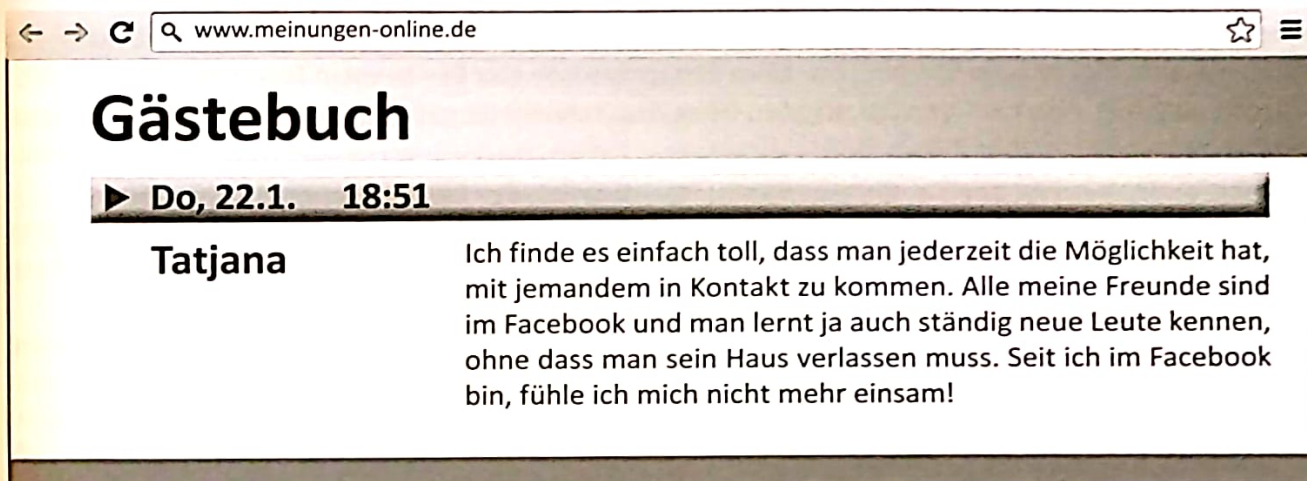 www.meinungen-online.de
Gästebuch
Do, 22.1. 18:51
Tatjana
Ich finde es einfach toll, dass man jederzeit die Möglichkeit hat,
mit jemandem in Kontakt zu kommen. Alle meine Freunde sind
im Facebook und man lernt ja auch ständig neue Leute kennen,
ohne dass man sein Haus verlassen muss. Seit ich im Facebook
bin, fühle ich mich nicht mehr einsam!